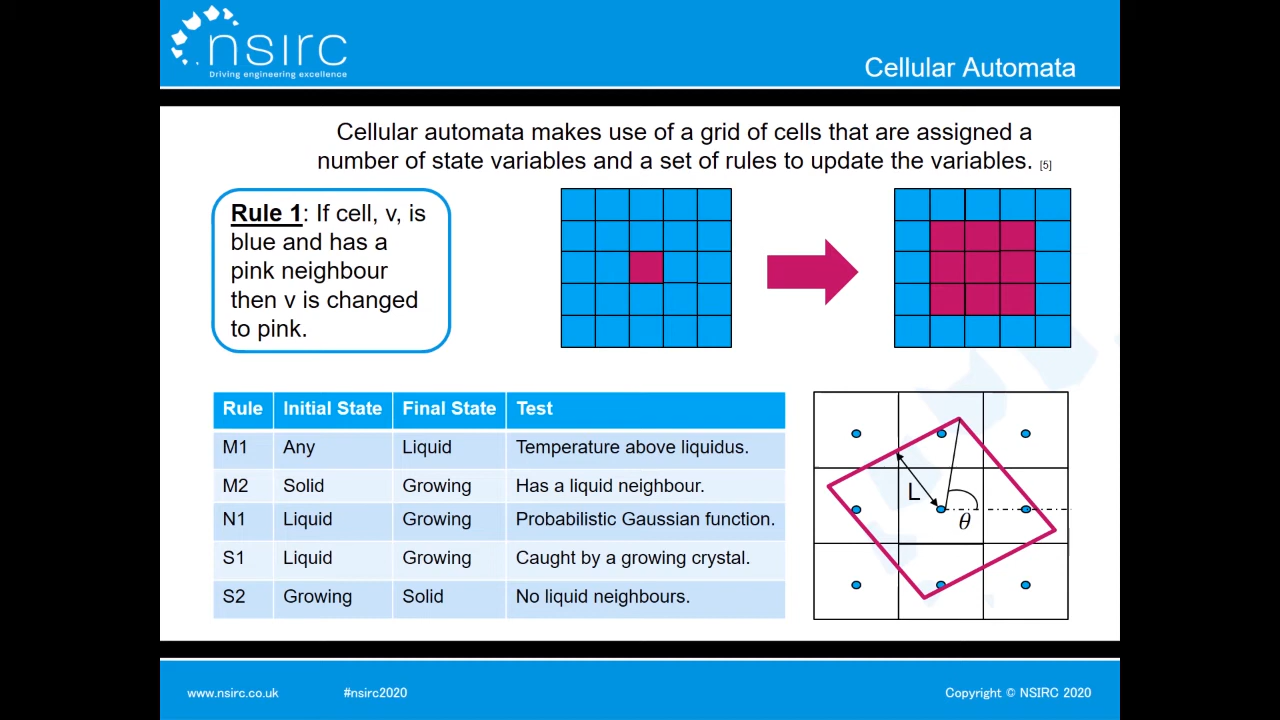 nsirc
Driving engineering excellence
Cellular Automata
Cellular automata makes use of a grid of cells that are assigned a
number of state variables and a set of rules to update the variables. [5]
Rule 1: If cell, v, is
blue and has a
pink neighbour
then v is changed
to pink.
Rule Initial State Final State Test
M1 Any Liquid Temperature above liquidus.
M2 Solid Growing Has a liquid neighbour.
N1 Liquid Growing Probabilistic Gaussian function.
S1 Liquid Growing Caught by a growing crystal.
S2 Growing Solid No liquid neighbours.
L
θ
www.nsirc.co.uk #nsirc2020 Copyright © NSIRC 2020